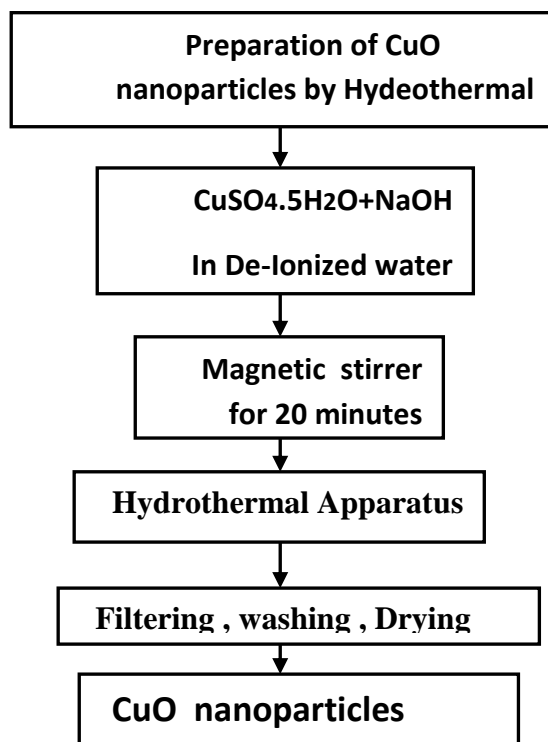 Preparation of CuO
nanoparticles by Hydeothermal
CuSO4.5H2O+NaOH
In De-Ionized water
Magnetic stirrer
for 20 minutes
Hydrothermal Apparatus
Filtering , washing , Drying
CuO nanoparticles